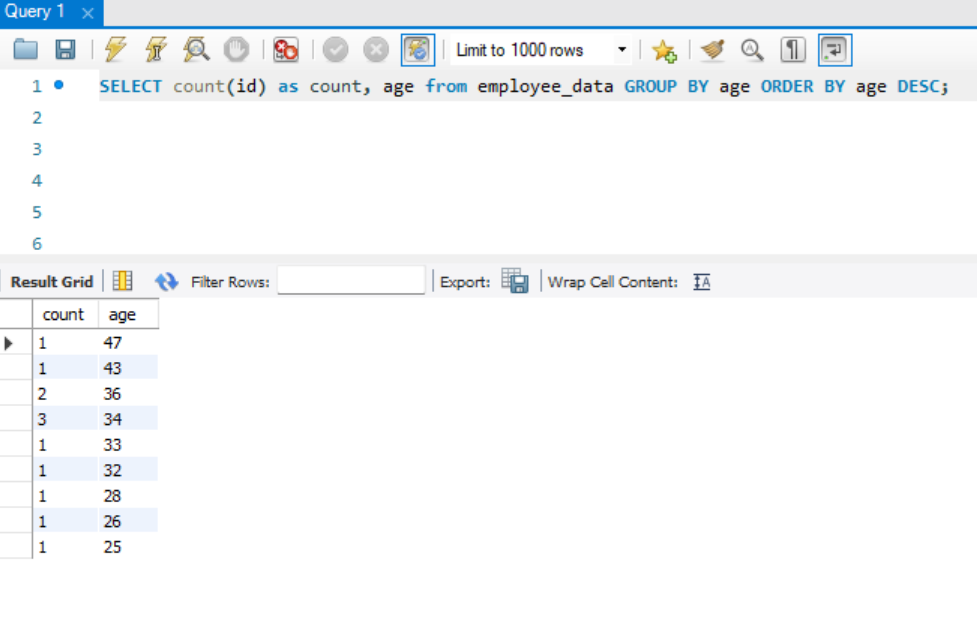 Query 1
Limit to 1000 rows
1 SELECT count(id) as count, age from employee_data GROUP BY age ORDER BY age DESC;
2
3
4
5
6
Result Grid Filter Rows: Export: Wrap Cell Content: IA
count age
1 47
1 43
2 36
3 34
1 33
1 32
1 28
1 26
1 25